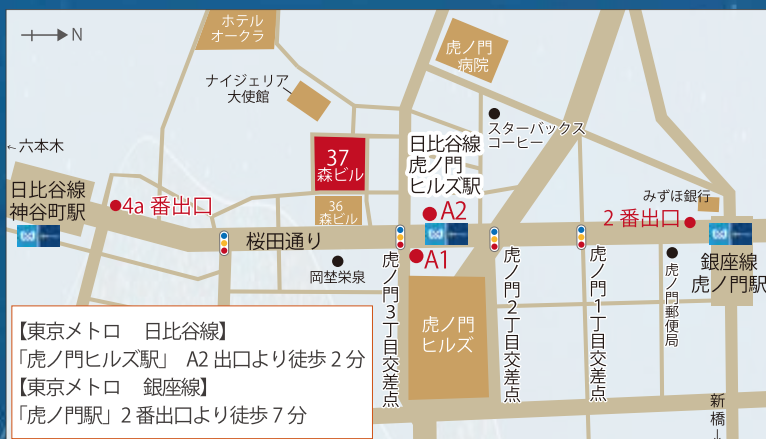 N
ホテル
オークラ
虎ノ門
病院
ナイジェリア
大使館
スターバックス
コーヒー
←六本木
37
森ビル
日比谷線
虎ノ門
ヒルズ駅
日比谷線
神谷町駅
4a 番出口
36
森ビル
A2
みずほ銀行
2 番出口
桜田通り
A1
岡埜栄泉
虎ノ門3丁目交差点
虎ノ門2丁目交差点
虎ノ門1丁目交差点
虎ノ門郵便局
銀座線
虎ノ門駅
虎ノ門
ヒルズ
新橋→
【東京メトロ 日比谷線】
「虎ノ門ヒルズ駅」 A2 出口より徒歩 2 分
【東京メトロ 銀座線】
「虎ノ門駅」2 番出口より徒歩 7 分